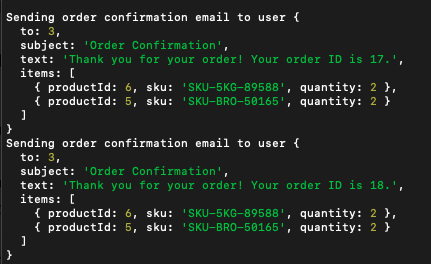 Sending order confirmation email to user {
  to: 3,
  subject: 'Order Confirmation',
  text: 'Thank you for your order! Your order ID is 17.',
  items: [
    { productId: 6, sku: 'SKU-5KG-89588', quantity: 2 },
    { productId: 5, sku: 'SKU-BRO-50165', quantity: 2 }
  ]
}
Sending order confirmation email to user {
  to: 3,
  subject: 'Order Confirmation',
  text: 'Thank you for your order! Your order ID is 18.',
  items: [
    { productId: 6, sku: 'SKU-5KG-89588', quantity: 2 },
    { productId: 5, sku: 'SKU-BRO-50165', quantity: 2 }
  ]
}